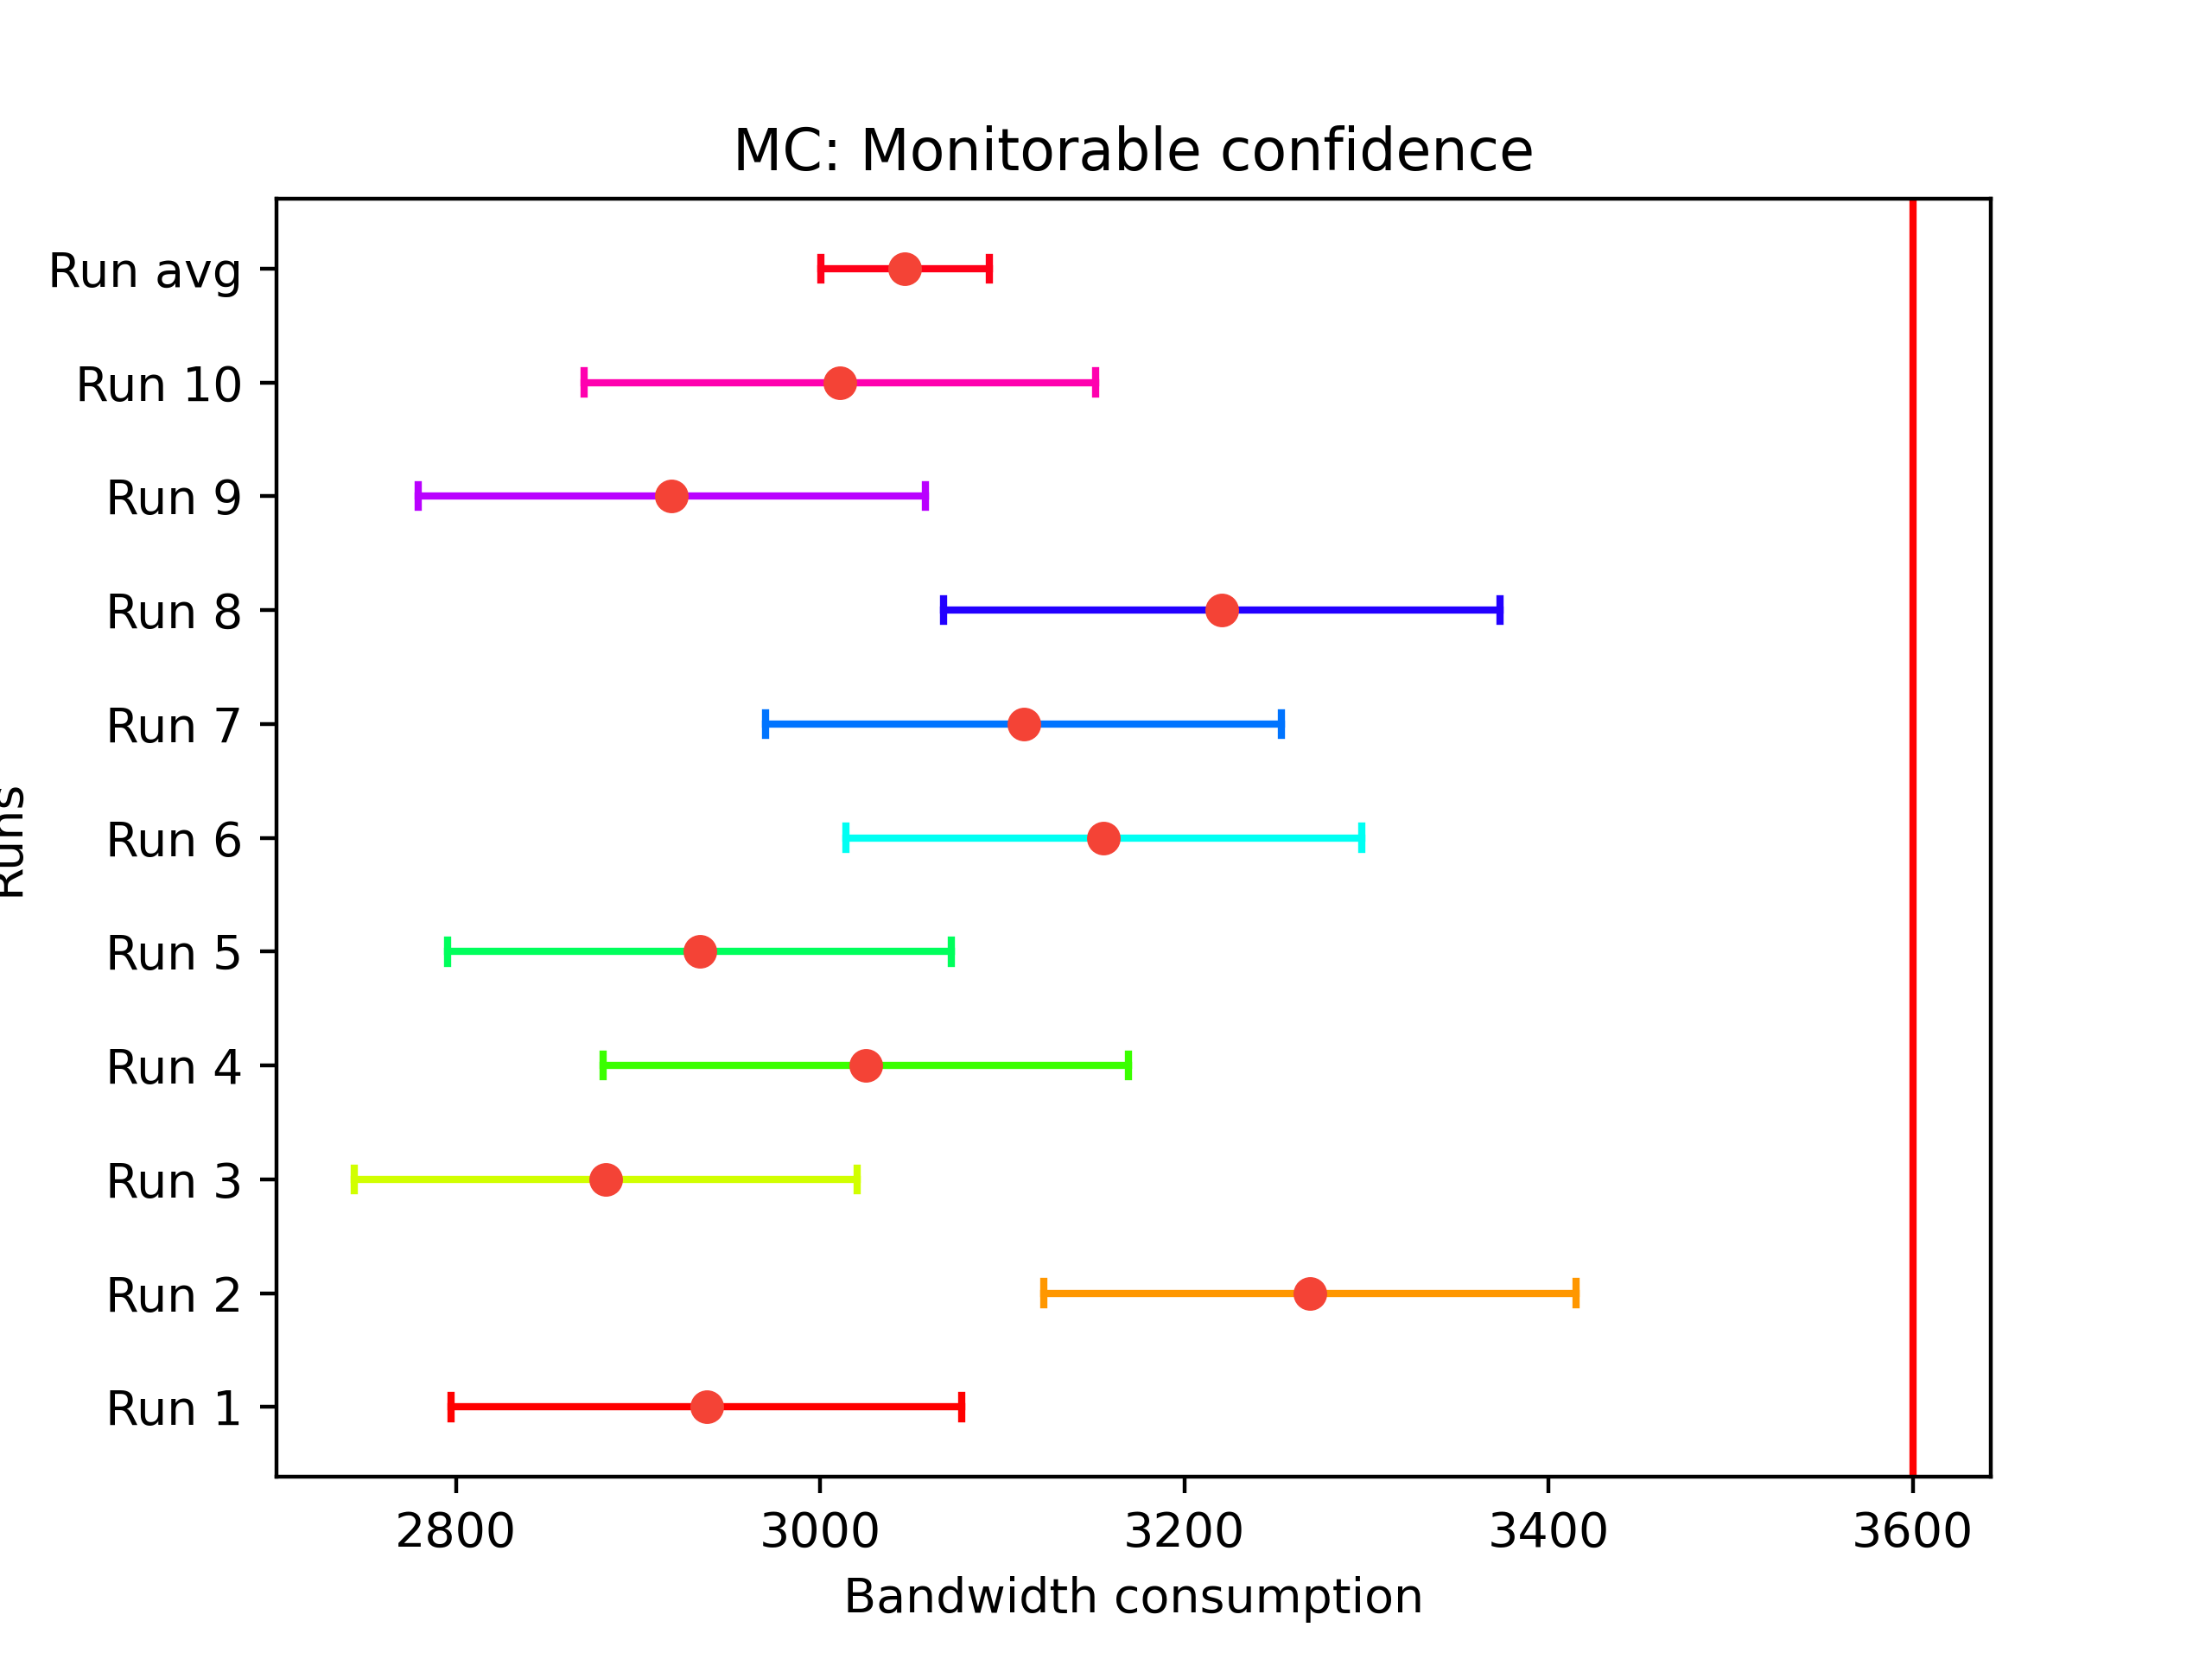 MC: Monitorable confidence
Run avg
Run 10
Run 9
Run 8
Run 7
Run 6
Run 5
Run 4
Run 3
Run 2
Run 1
Runs
2800 3000 3200 3400 3600
Bandwidth consumption